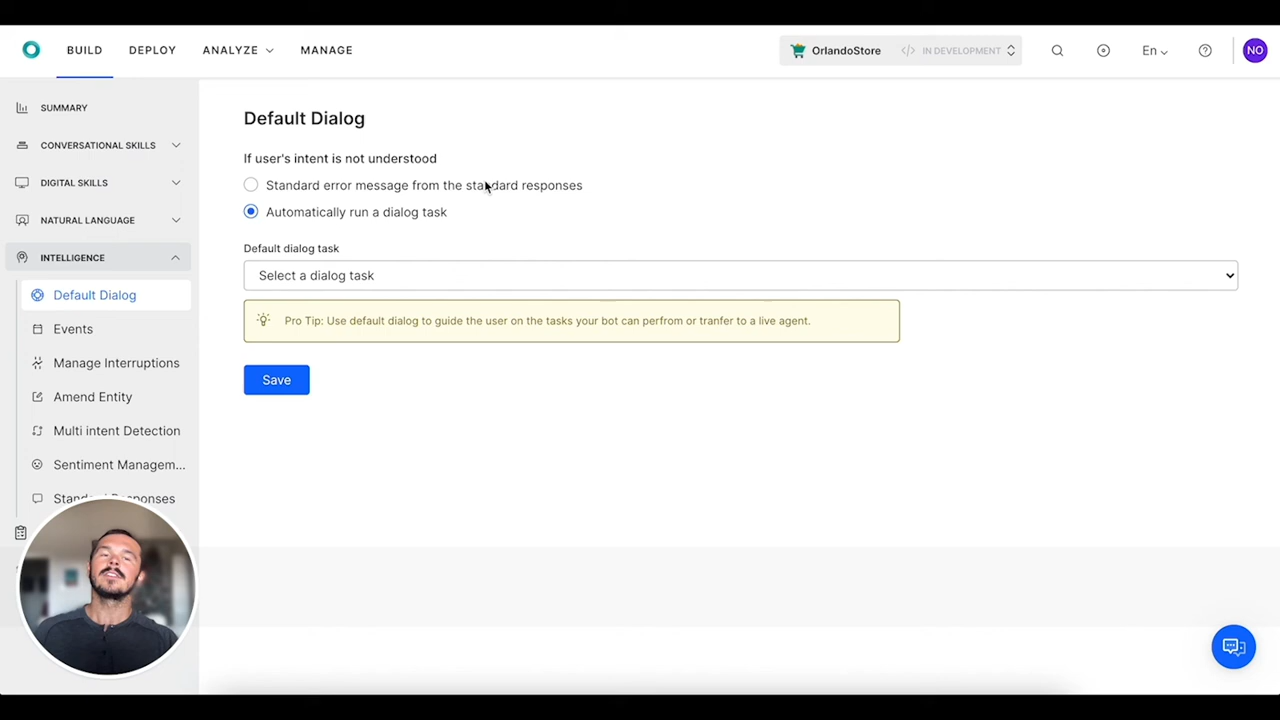 BUILD DEPLOY ANALYZE MANAGE OrlandoStore </> IN DEVELOPMENT En NO
SUMMARY
CONVERSATIONAL SKILLS
DIGITAL SKILLS
NATURAL LANGUAGE
INTELLIGENCE
Default Dialog
Events
Manage Interruptions
Amend Entity
Multi intent Detection
Sentiment Managem...
Standard Responses
Default Dialog
If user's intent is not understood
Standard error message from the standard responses
Automatically run a dialog task
Default dialog task
Select a dialog task
Pro Tip: Use default dialog to guide the user on the tasks your bot can perfrom or tranfer to a live agent.
Save